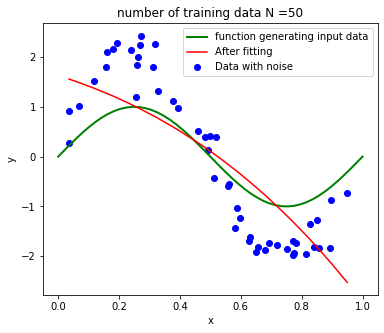 number of training data N =50
function generating input data
After fitting
Data with noise
y
2
1
0
−1
−2
0.0 0.2 0.4 0.6 0.8 1.0
x